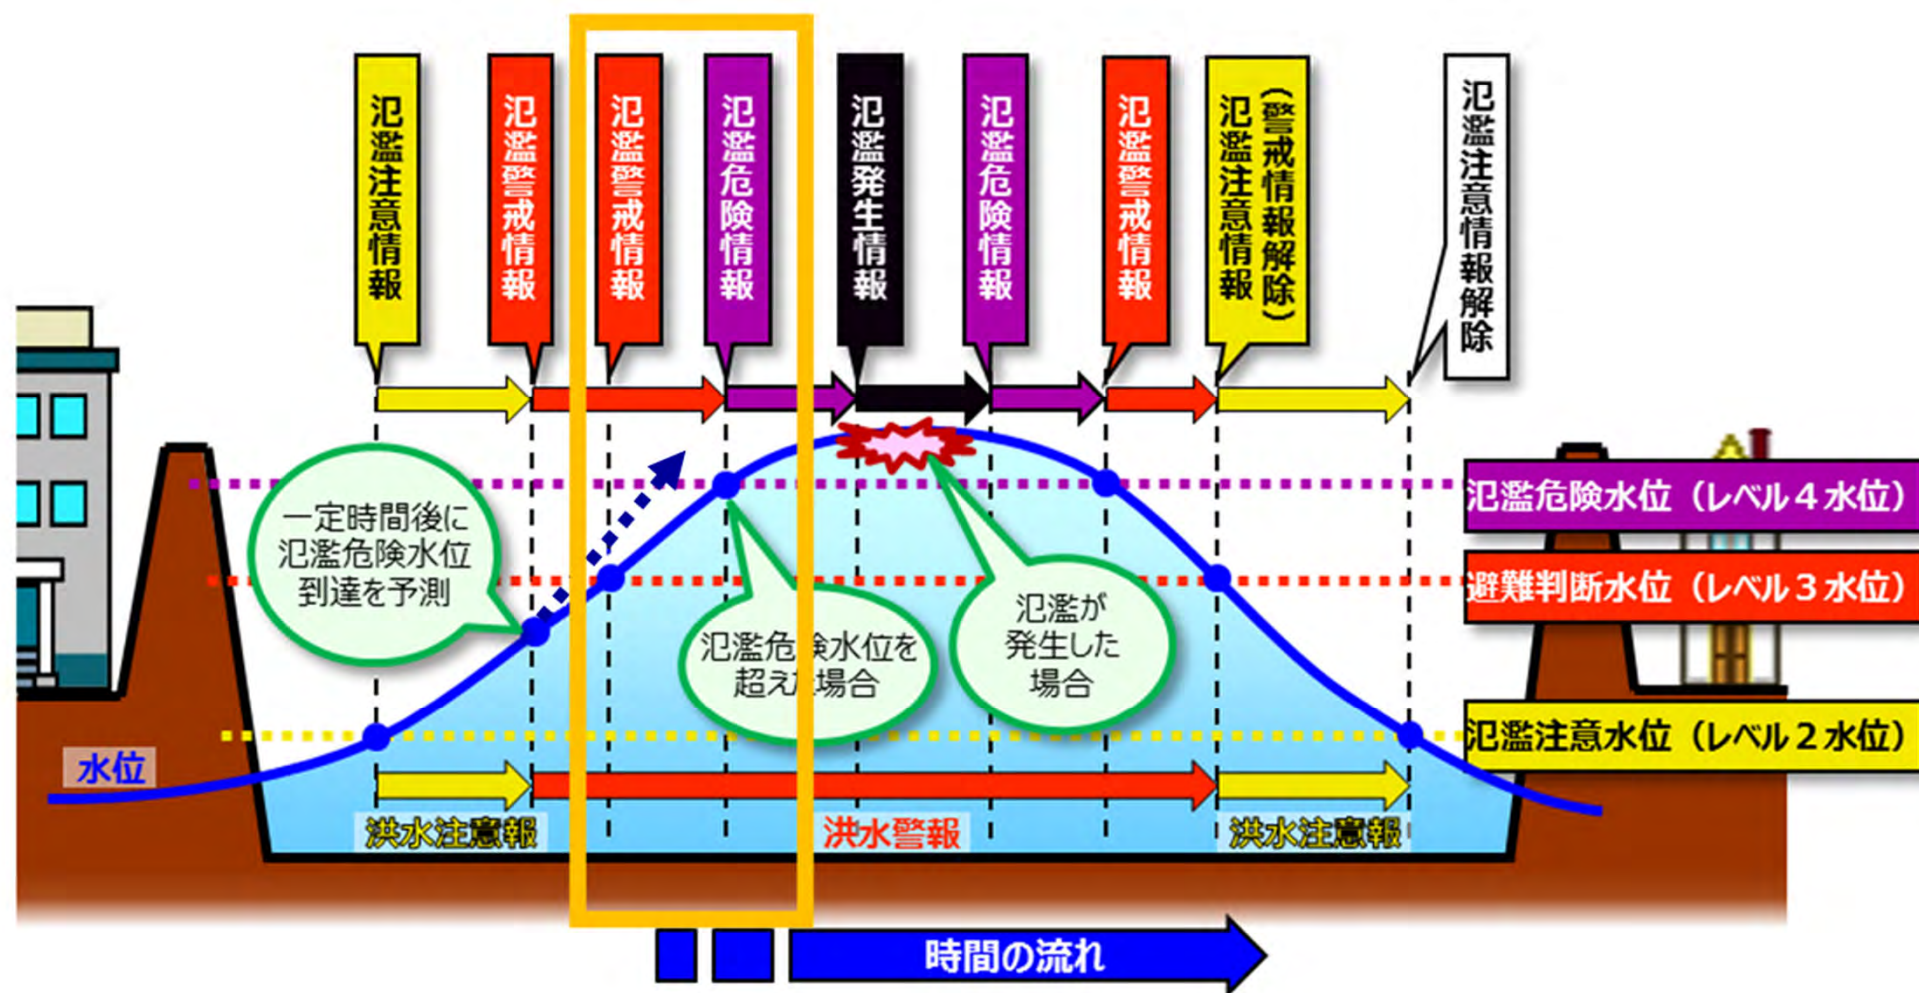 氾濫注意情報
氾濫警戒情報
氾濫警戒情報
氾濫危険情報
氾濫発生情報
氾濫危険情報
氾濫警戒情報
(警戒情報解除)
氾濫注意情報
氾濫注意情報解除
一定時間後に
氾濫危険水位
到達を予測
氾濫危険水位を
超えた場合
氾濫が
発生した
場合
氾濫危険水位(レベル4水位)
避難判断水位(レベル3水位)
氾濫注意水位(レベル2水位)
水位
洪水注意報
洪水警報
洪水注意報
時間の流れ